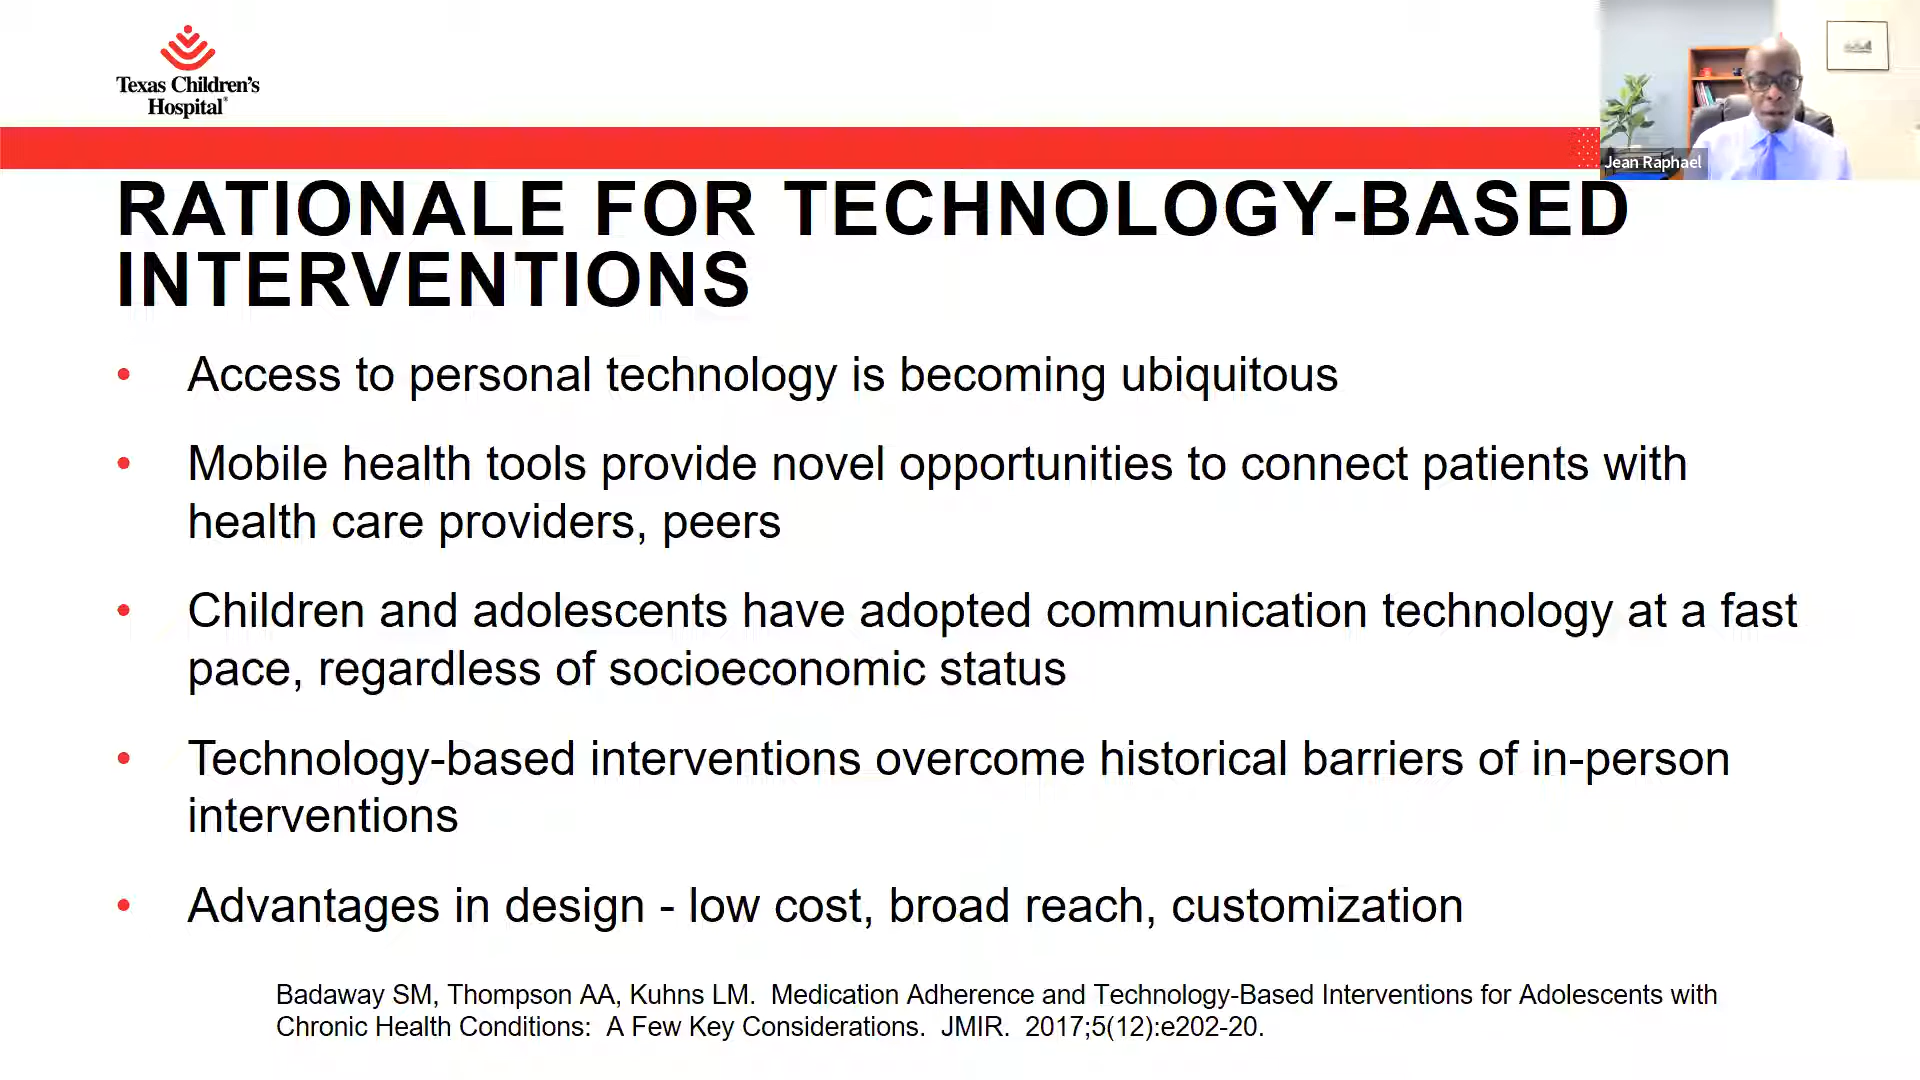 Texas Children's
Hospital
Jean Raphael
RATIONALE FOR TECHNOLOGY-BASED
INTERVENTIONS
• Access to personal technology is becoming ubiquitous
• Mobile health tools provide novel opportunities to connect patients with
health care providers, peers
• Children and adolescents have adopted communication technology at a fast
pace, regardless of socioeconomic status
• Technology-based interventions overcome historical barriers of in-person
interventions
• Advantages in design - low cost, broad reach, customization
Badaway SM, Thompson AA, Kuhns LM.  Medication Adherence and Technology-Based Interventions for Adolescents with
Chronic Health Conditions:  A Few Key Considerations.  JMIR.  2017;5(12):e202-20.